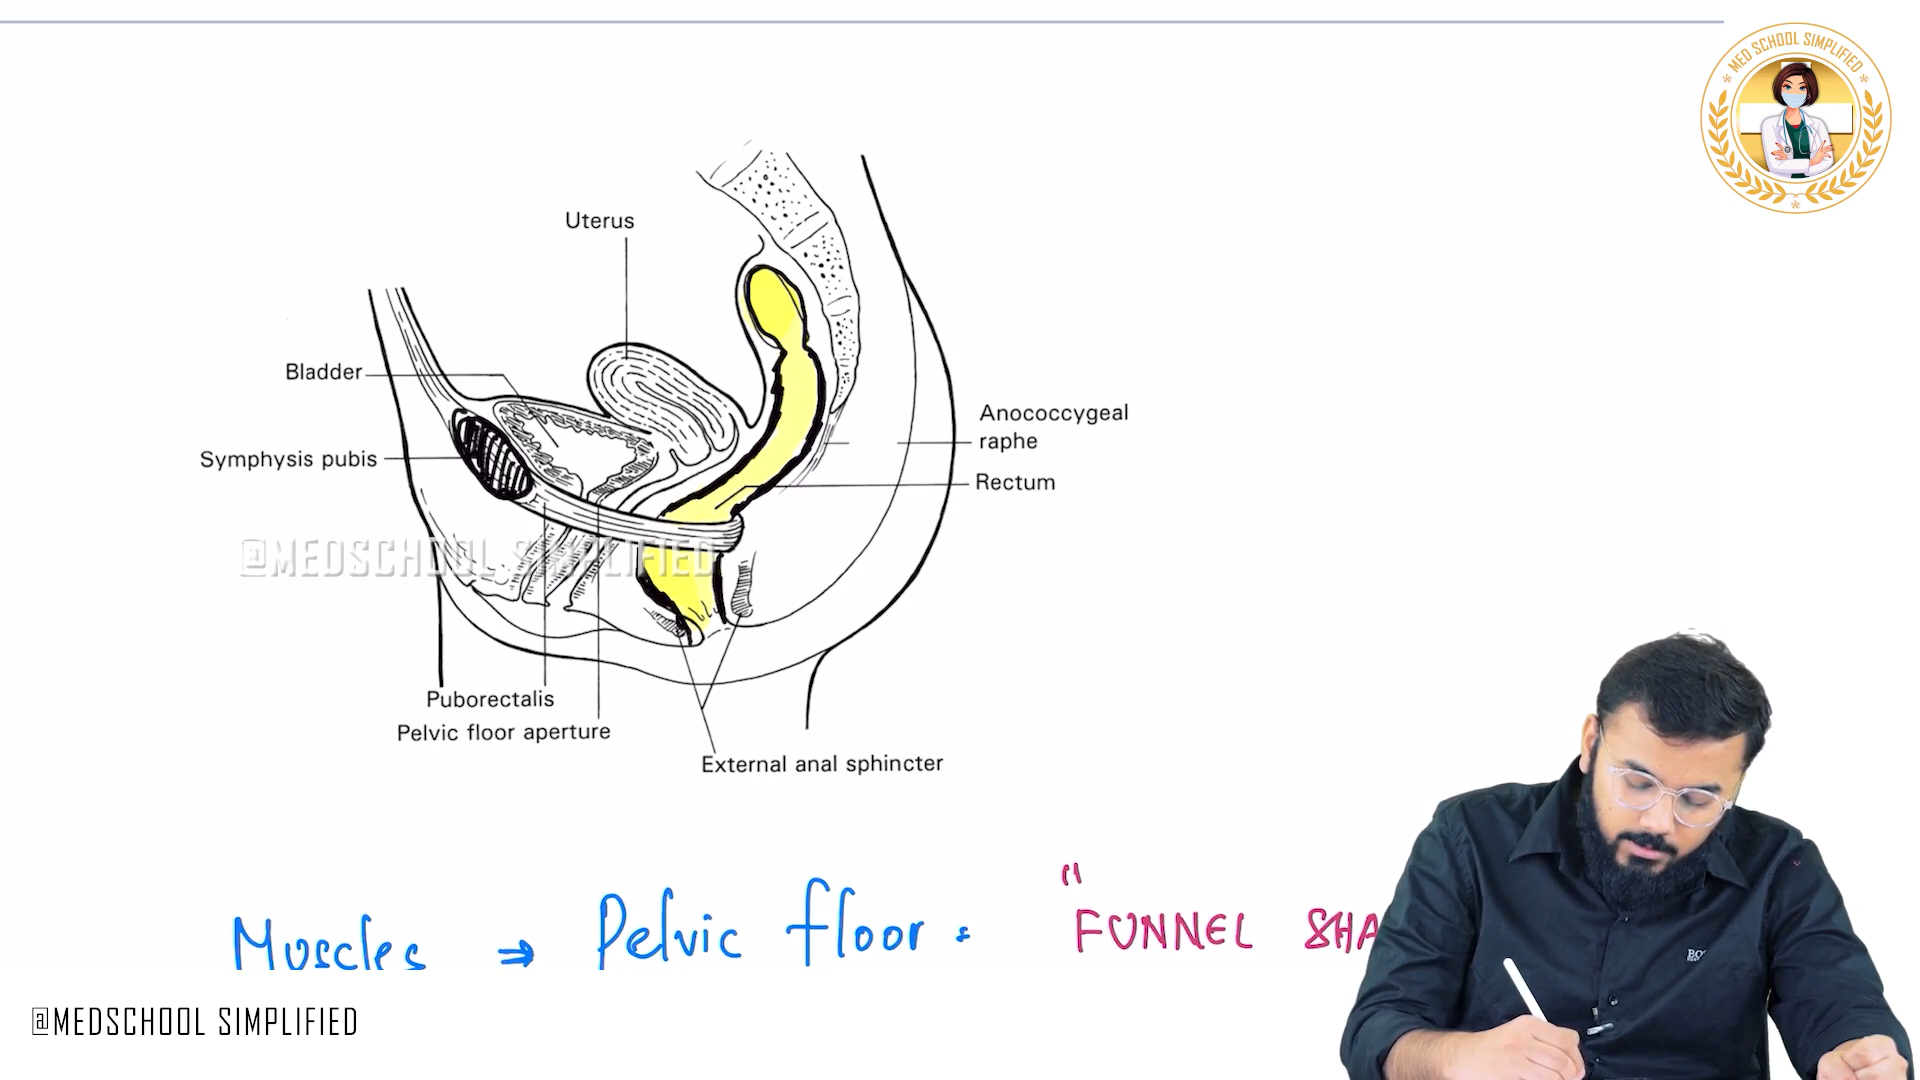 MED SCHOOL SIMPLIFIED
Uterus
Bladder
Anococcygeal
raphe
Symphysis pubis
Rectum
@MEDSCHOOL SIMPLIFIED
Puborectalis
Pelvic floor aperture
External anal sphincter
Muscles ⇒ Pelvic floor : " FUNNEL SHA
@MEDSCHOOL SIMPLIFIED